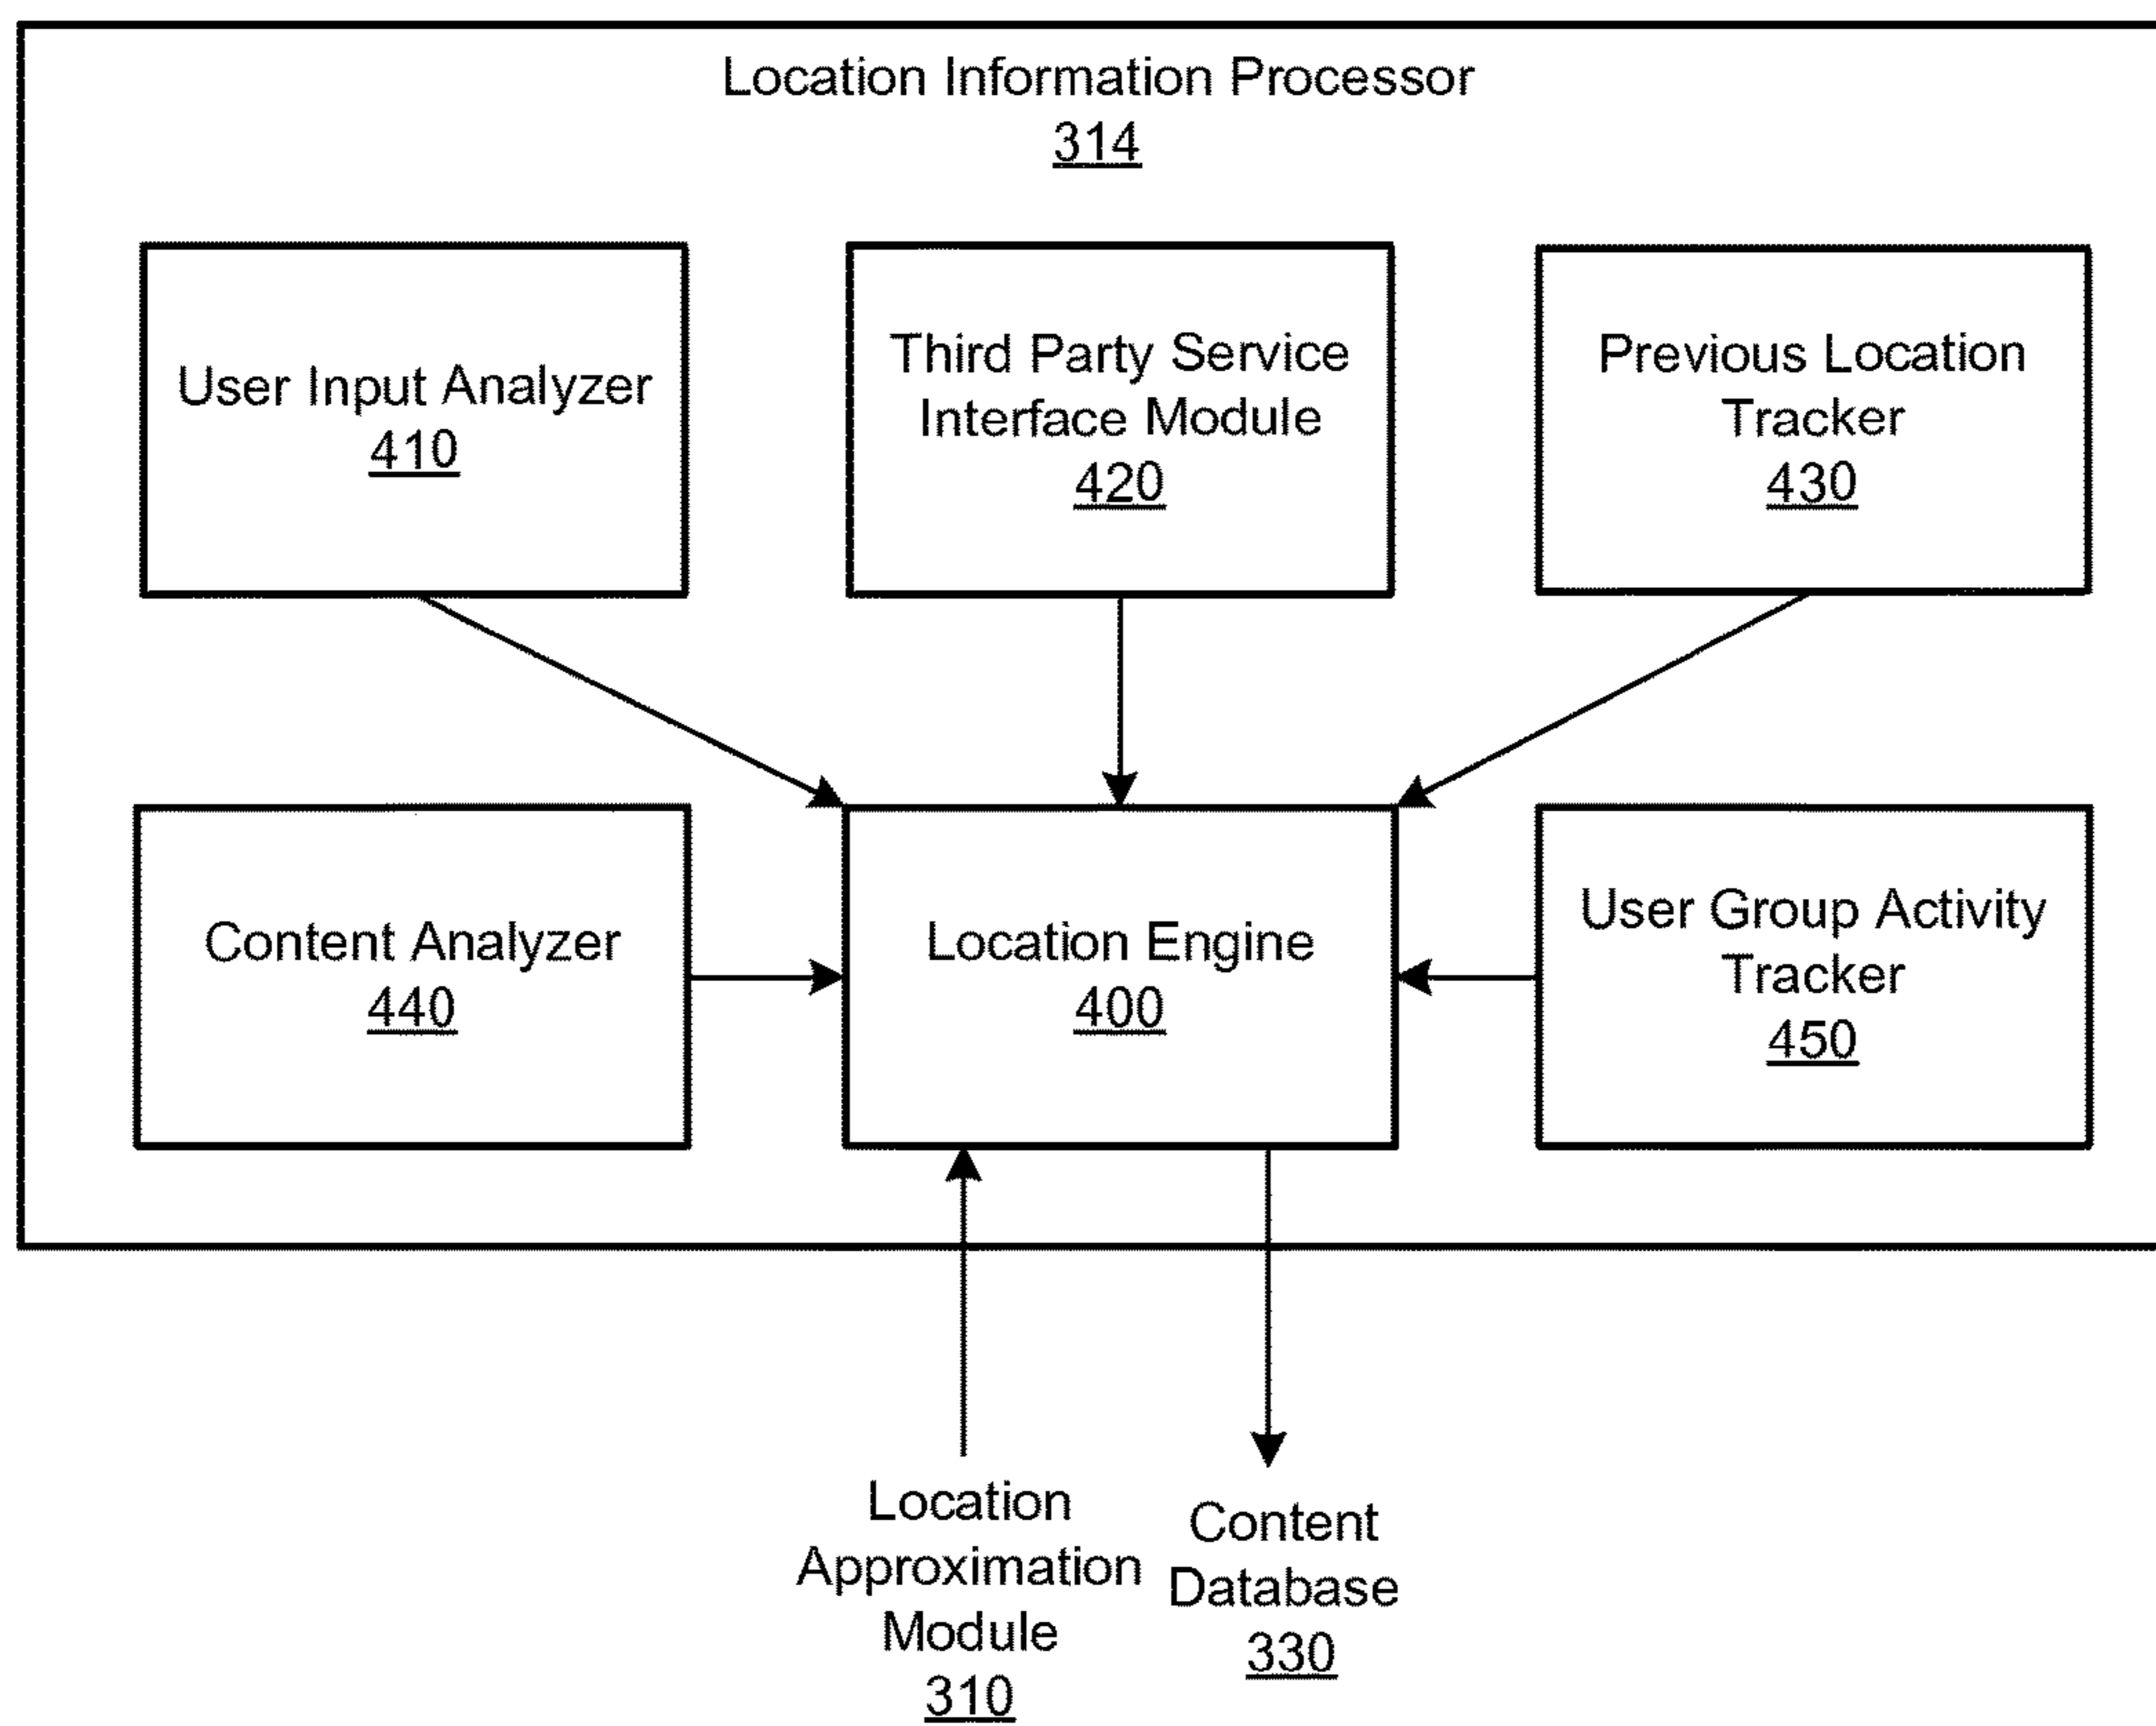 Location Information Processor
314
User Input Analyzer
410
Third Party Service
Interface Module
420
Previous Location
Tracker
430
Content Analyzer
440
Location Engine
400
User Group Activity
Tracker
450
Location
Approximation
Module
310
Content
Database
330